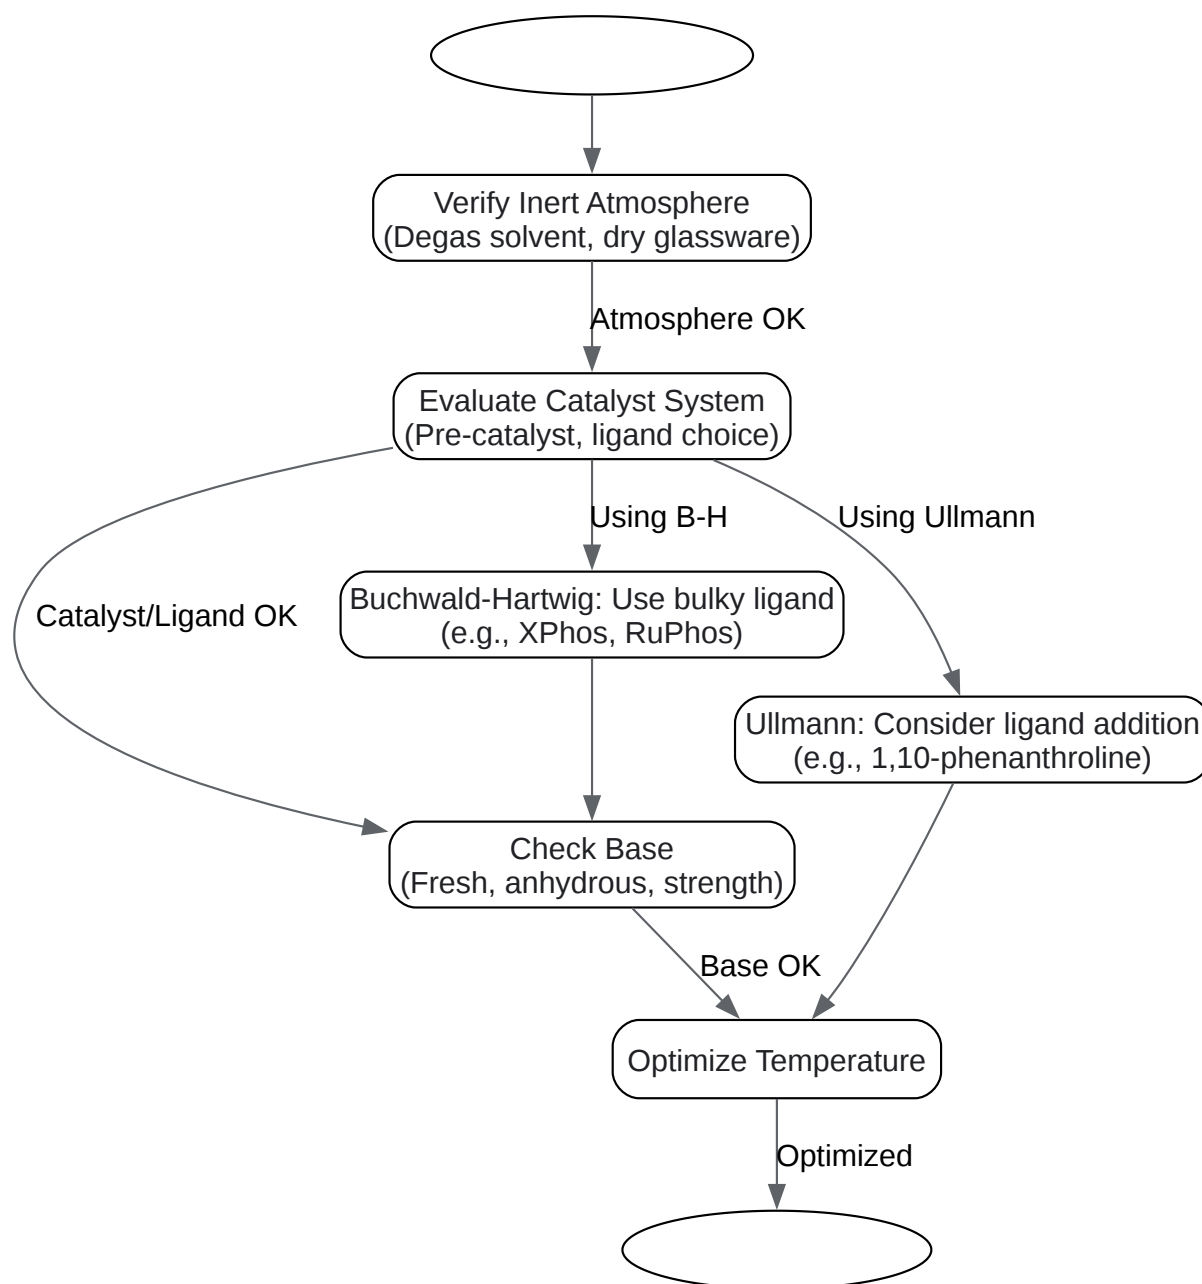 Verify Inert Atmosphere
(Degas solvent, dry glassware)
Atmosphere OK
Evaluate Catalyst System
(Pre-catalyst, ligand choice)
Using B-H
Using Ullmann
Buchwald-Hartwig: Use bulky ligand
(e.g., XPhos, RuPhos)
Catalyst/Ligand OK
Ullmann: Consider ligand addition
(e.g., 1,10-phenanthroline)
Check Base
(Fresh, anhydrous, strength)
Base OK
Optimize Temperature
Optimized